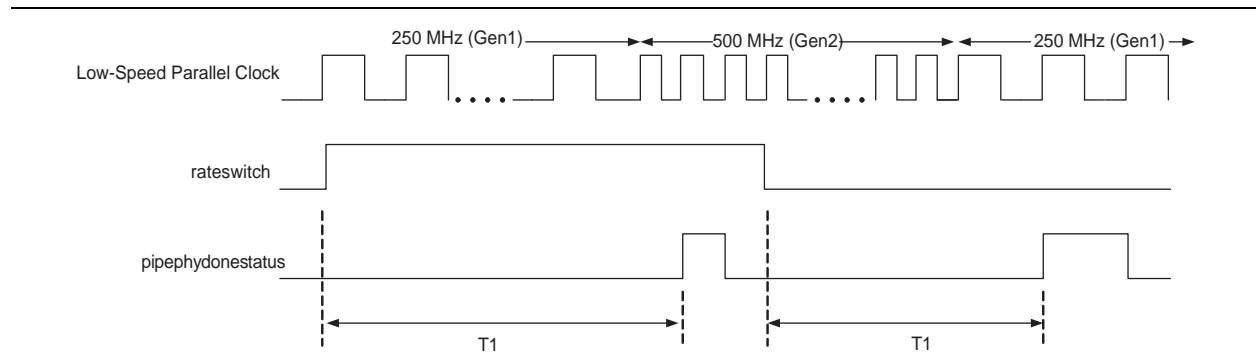 250 MHz (Gen1)
500 MHz (Gen2)
250 MHz (Gen1)
Low-Speed Parallel Clock
rateswitch
pipephydonestatus
T1
T1